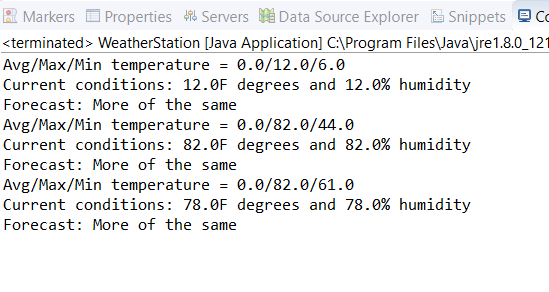 Markers Properties Servers Data Source Explorer Snippets Co
<terminated> WeatherStation [Java Application] C:\Program Files\Java\jre1.8.0_121
Avg/Max/Min temperature = 0.0/12.0/6.0
Current conditions: 12.0F degrees and 12.0% humidity
Forecast: More of the same
Avg/Max/Min temperature = 0.0/82.0/44.0
Current conditions: 82.0F degrees and 82.0% humidity
Forecast: More of the same
Avg/Max/Min temperature = 0.0/82.0/61.0
Current conditions: 78.0F degrees and 78.0% humidity
Forecast: More of the same